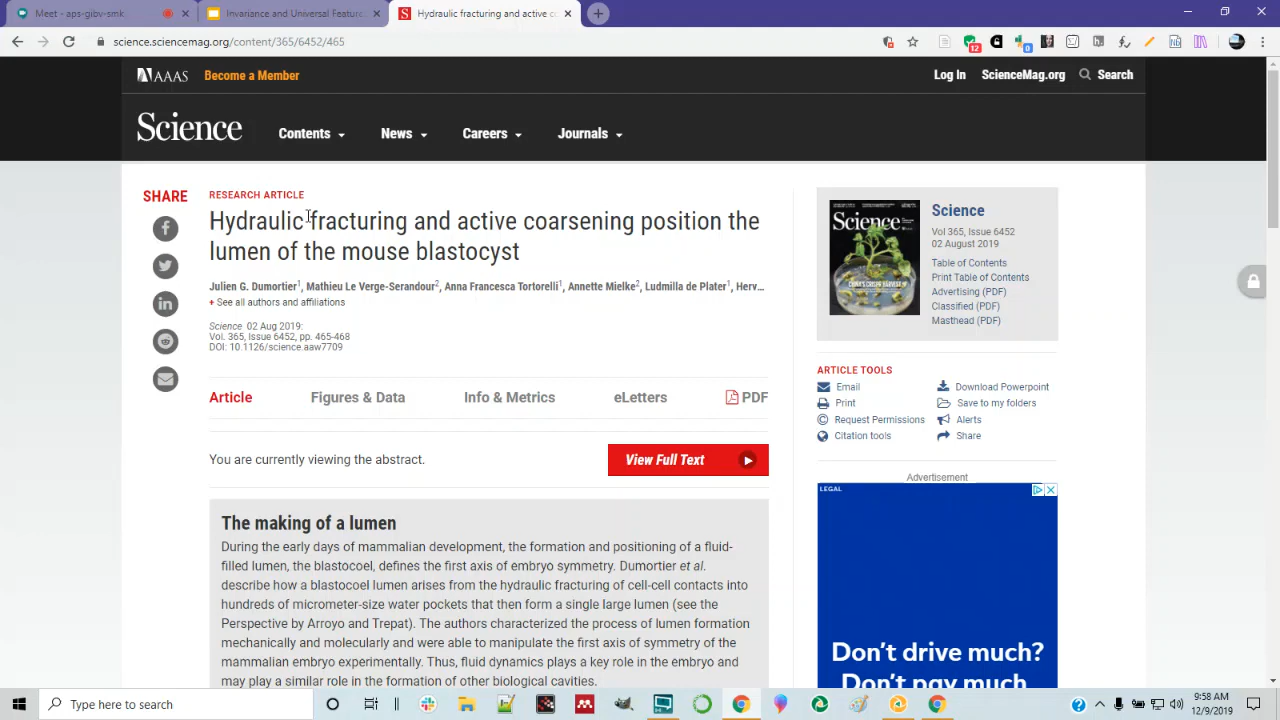 Meet – aps-gibv-smk
Invariance and Universal Featur
Hydraulic fracturing and active c
science.sciencemag.org/content/365/6452/465
12
0
AAAS
Become a Member
Log In
ScienceMag.org
Search
Science
Contents
News
Careers
Journals
SHARE
RESEARCH ARTICLE
Hydraulic fracturing and active coarsening position the
lumen of the mouse blastocyst
Julien G. Dumortier1, Mathieu Le Verge-Serandour2, Anna Francesca Tortorelli1, Annette Mielke2, Ludmilla de Plater1, Herv...
+ See all authors and affiliations
Science 02 Aug 2019:
Vol. 365, Issue 6452, pp. 465-468
DOI: 10.1126/science.aaw7709
Article
Figures & Data
Info & Metrics
eLetters
PDF
You are currently viewing the abstract.
View Full Text
The making of a lumen
During the early days of mammalian development, the formation and positioning of a fluid-
filled lumen, the blastocoel, defines the first axis of embryo symmetry. Dumortier et al.
describe how a blastocoel lumen arises from the hydraulic fracturing of cell-cell contacts into
hundreds of micrometer-size water pockets that then form a single large lumen (see the
Perspective by Arroyo and Trepat). The authors characterized the process of lumen formation
mechanically and molecularly and were able to manipulate the first axis of symmetry of the
mammalian embryo experimentally. Thus, fluid dynamics plays a key role in the embryo and
may play a similar role in the formation of other biological cavities.
Science
Science
Vol 365, Issue 6452
02 August 2019
Table of Contents
Print Table of Contents
Advertising (PDF)
Classified (PDF)
Masthead (PDF)
ARTICLE TOOLS
Email
Download Powerpoint
Print
Save to my folders
Request Permissions
Alerts
Citation tools
Share
Advertisement
LEGAL
Don't drive much?
Don't pay much.
Type here to search
9:58 AM
12/9/2019